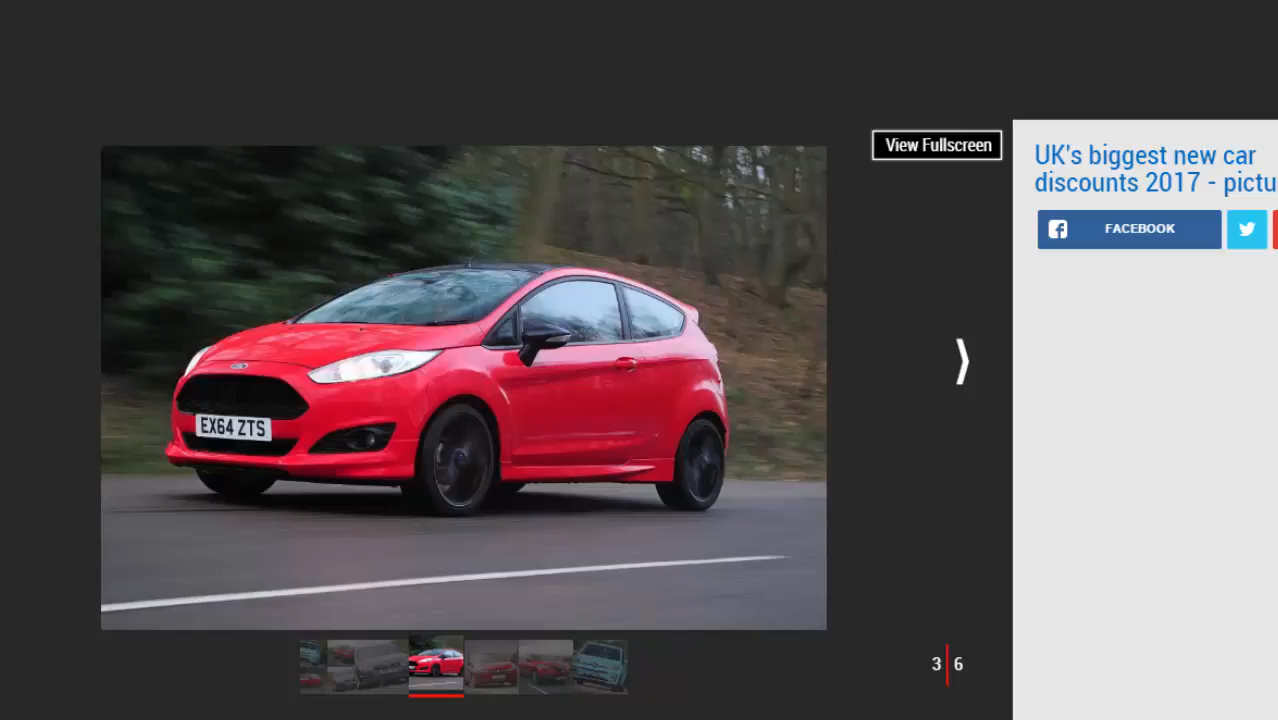 View Fullscreen
UK's biggest new car
discounts 2017 - pictu
FACEBOOK
EX64 ZTS
3 6